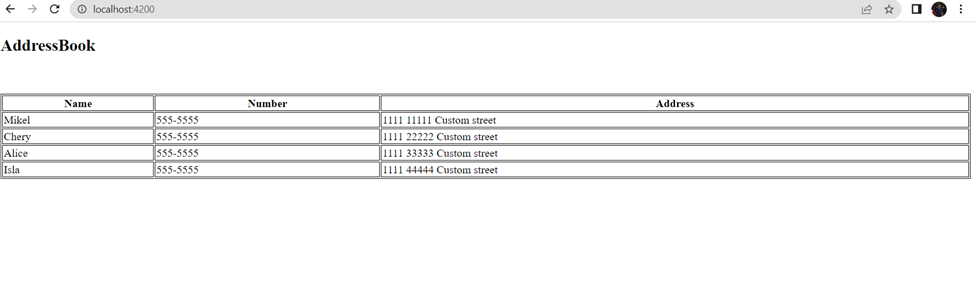 localhost:4200
AddressBook
Name Number Address
Mikel 555-5555 1111 11111 Custom street
Chery 555-5555 1111 22222 Custom street
Alice 555-5555 1111 33333 Custom street
Isla 555-5555 1111 44444 Custom street